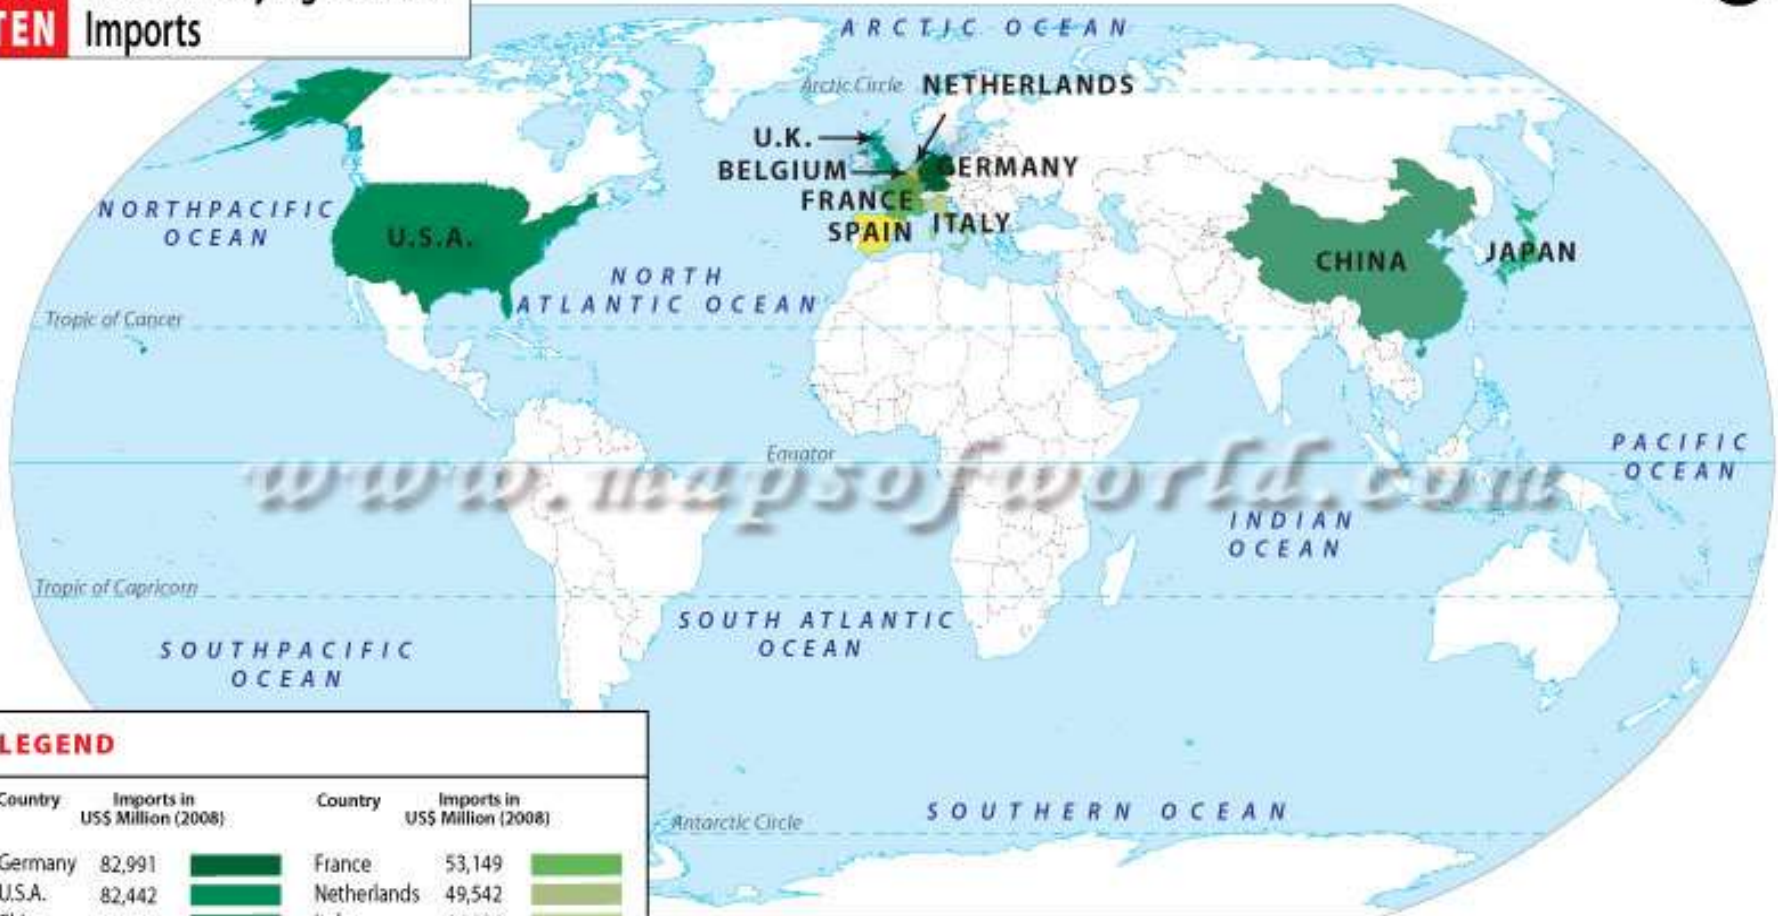 TEN
Imports
ARCTIC OCEAN
Arctic Circle
NETHERLANDS
U.K.
BELGIUM
GERMANY
FRANCE
SPAIN
ITALY
NORTHPACIFIC
OCEAN
U.S.A.
CHINA
JAPAN
NORTH
ATLANTIC OCEAN
Tropic of Cancer
Equator
PACIFIC
OCEAN
www.mapsofworld.com
INDIAN
OCEAN
Tropic of Capricorn
SOUTH ATLANTIC
OCEAN
SOUTHPACIFIC
OCEAN
SOUTHERN OCEAN
Antarctic Circle
LEGEND
Country Imports in Country Imports in
US$ Million (2008) US$ Million (2008)
Germany 82,991 France 53,149
U.S.A. 82,442 Netherlands 49,542